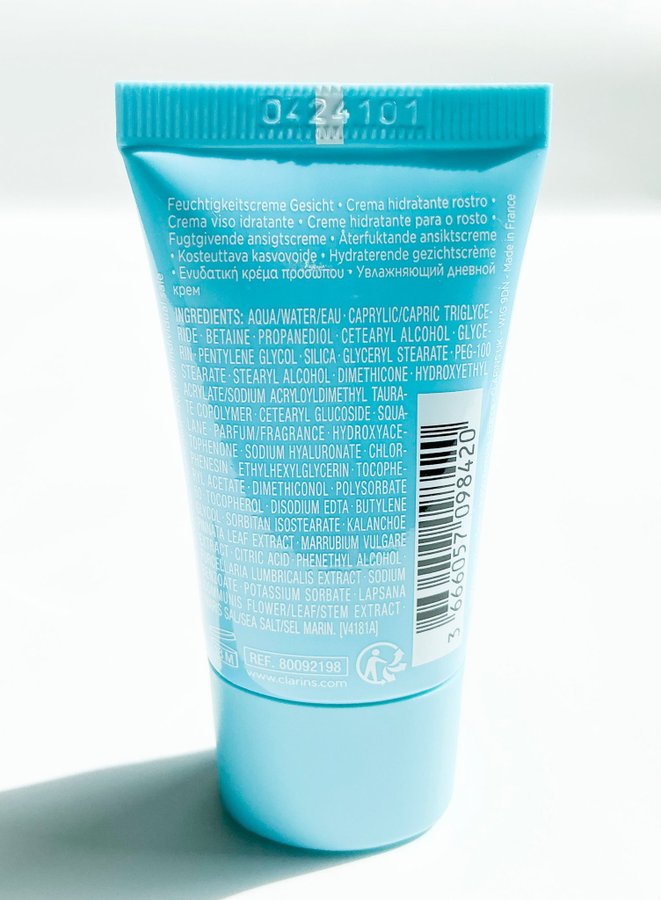 0424101
Feuchtigkeitscreme Gesicht • Crema hidratante rostro •
Crema viso idratante • Creme hidratante para o rosto •
Fugtgivende ansigtscreme • Återfuktande ansiktscreme
• Kosteuttava kasvovoide • Hydraterende gezichtscrème
• Ενυδατική κρέμα προσώπου • Увлажняющий дневной
крем
INGREDIENTS: AQUA/WATER/EAU · CAPRYLIC/CAPRIC TRIGLYCE-
RIDE · BETAINE · PROPANEDIOL · CETEARYL ALCOHOL · GLYCE-
RIN · PENTYLENE GLYCOL · SILICA · GLYCERYL STEARATE · PEG-100
STEARATE · STEARYL ALCOHOL · DIMETHICONE · HYDROXYETHYL
ACRYLATE/SODIUM ACRYLOYLDIMETHYL TAURA-
TE COPOLYMER · CETEARYL GLUCOSIDE · SQUA-
LANE · PARFUM/FRAGRANCE · HYDROXYACE-
TOPHENONE · SODIUM HYALURONATE · CHLOR-
PHENESIN · ETHYLHEXYLGLYCERIN · TOCOPHE-
RYL ACETATE · DIMETHICONOL · POLYSORBATE
TOCOPHEROL · DISODIUM EDTA · BUTYLENE
SORBITAN ISOSTEARATE · KALANCHOE
LEAF EXTRACT · MARRUBIUM VULGARE
CITRIC ACID · PHENETHYL ALCOHOL ·
LUMBRICALIS EXTRACT · SODIUM
POTASSIUM SORBATE · LAPSANA
FLOWER/LEAF/STEM EXTRACT ·
SAL/SEA SALT/SEL MARIN. [V4181A]
REF. 80092198
www.clarins.com
3 666057 098420
W1G 9DN - Made in France